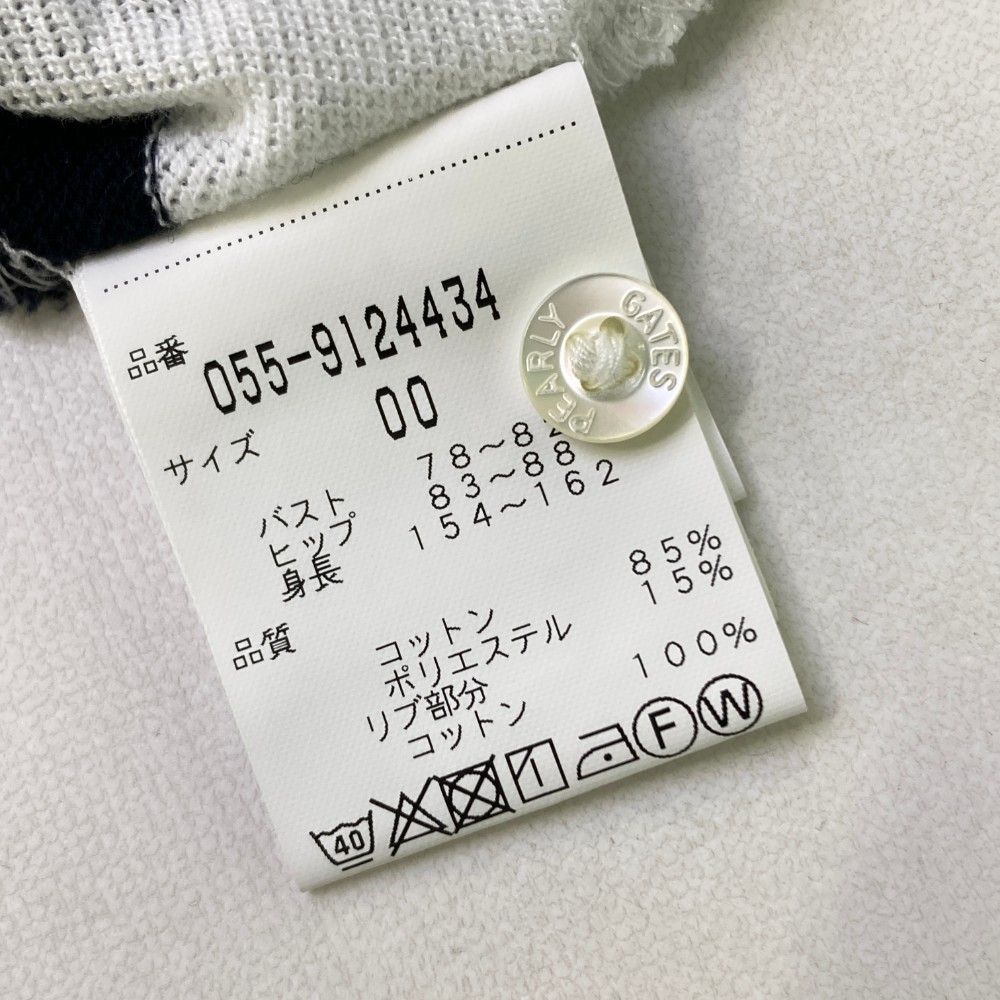 品番 055-9124434
サイズ 00
バスト 78～82
ヒップ 83～88
身長 154～162
品質 コットン 85%
ポリエステル 15%
リブ部分
コットン 100%
40 F W
PEARLY GATES